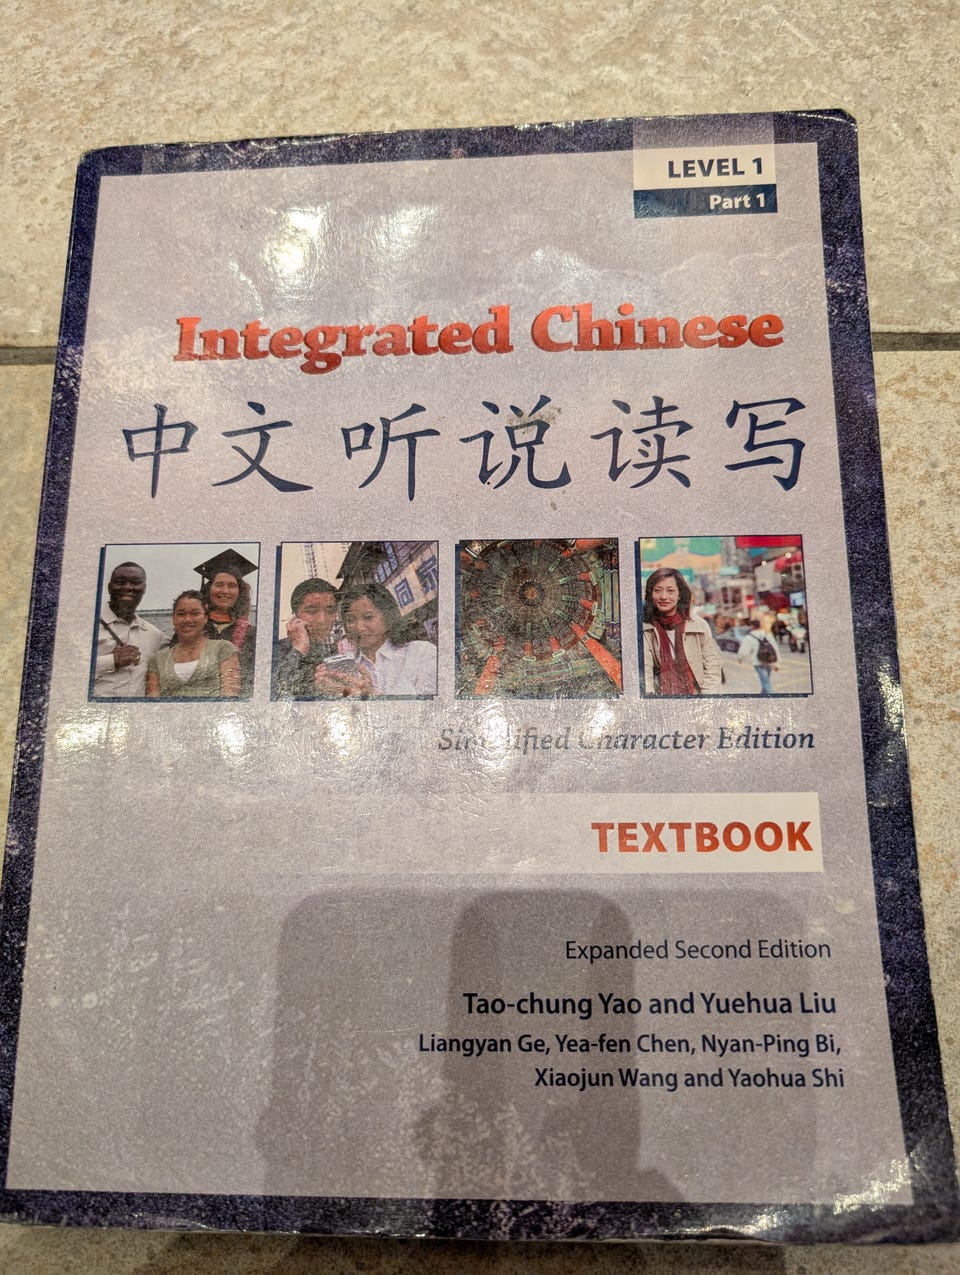 LEVEL 1
Part 1
Integrated Chinese
中文听说读写
Simplified Character Edition
TEXTBOOK
Expanded Second Edition
Tao-chung Yao and Yuehua Liu
Liangyan Ge, Yea-fen Chen, Nyan-Ping Bi,
Xiaojun Wang and Yaohua Shi